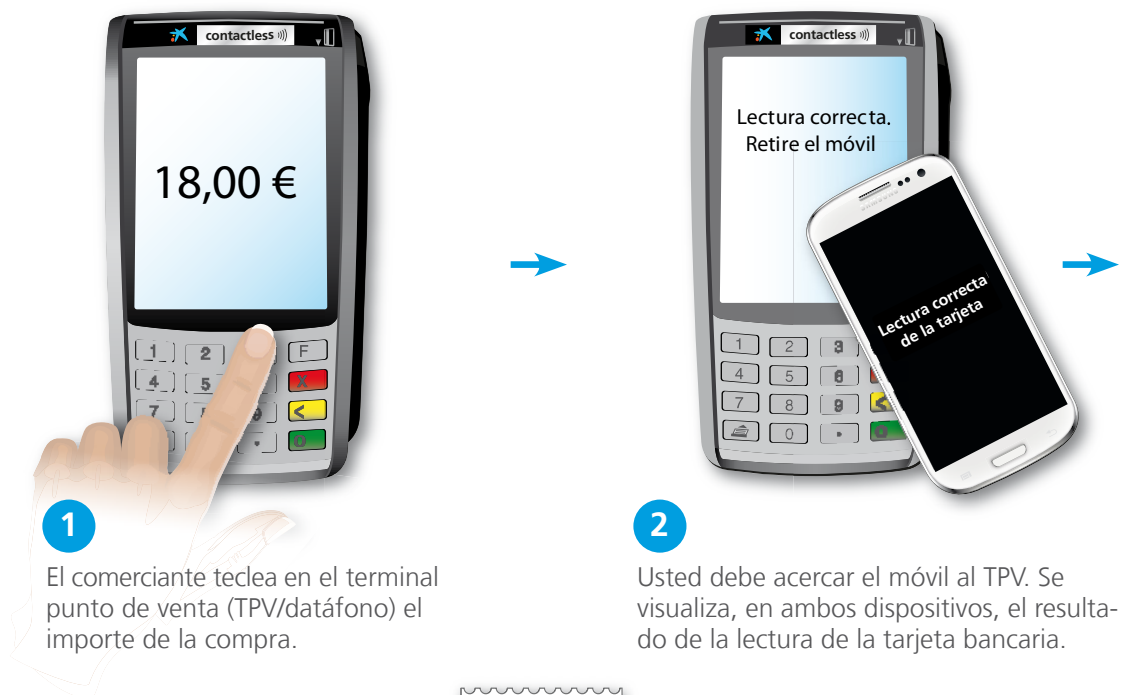 contactless
18,00 €
1 2 F
4 5 X
7 8 9 <
.
1
El comerciante teclea en el terminal
punto de venta (TPV/datáfono) el
importe de la compra.
contactless
Lectura correcta.
Retire el móvil
SAMSUNG
Lectura correcta
de la tarjeta
1 2 3
4 5 6
7 8 9 <
0 .
2
Usted debe acercar el móvil al TPV. Se
visualiza, en ambos dispositivos, el resulta-
do de la lectura de la tarjeta bancaria.